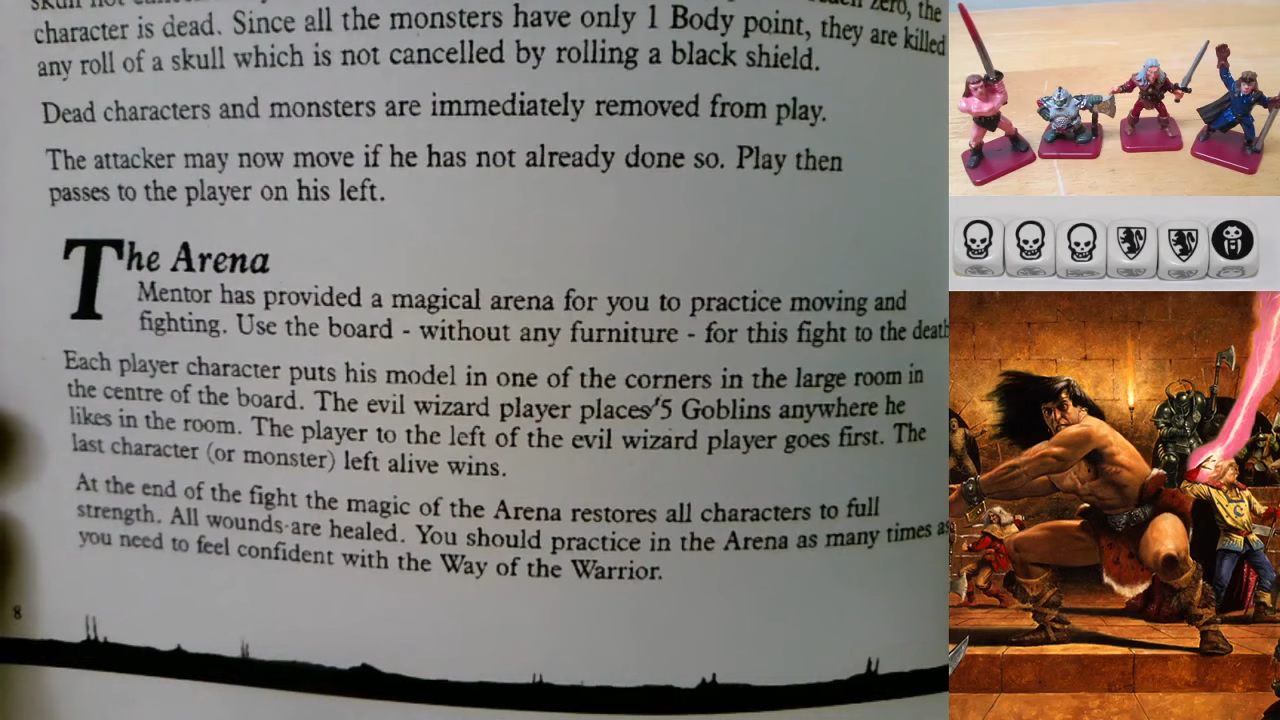 zero, the
character is dead. Since all the monsters have only 1 Body point, they are killed
any roll of a skull which is not cancelled by rolling a black shield.
Dead characters and monsters are immediately removed from play.
The attacker may now move if he has not already done so. Play then
passes to the player on his left.
The Arena
Mentor has provided a magical arena for you to practice moving and
fighting. Use the board - without any furniture - for this fight to the death
Each player character puts his model in one of the corners in the large room in
the centre of the board. The evil wizard player places 5 Goblins anywhere he
likes in the room. The player to the left of the evil wizard player goes first. The
last character (or monster) left alive wins.
At the end of the fight the magic of the Arena restores all characters to full
strength. All wounds are healed. You should practice in the Arena as many times as
you need to feel confident with the Way of the Warrior.
8